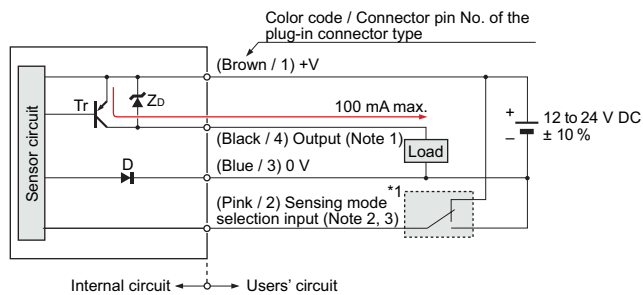 Color code / Connector pin No. of the
plug-in connector type
(Brown / 1) +V
Tr
ZD
100 mA max.
+
–
12 to 24 V DC
± 10 %
(Black / 4) Output (Note 1)
Load
Sensor circuit
D
(Blue / 3) 0 V
*1
(Pink / 2) Sensing mode
selection input (Note 2, 3)
Internal circuit
Users' circuit